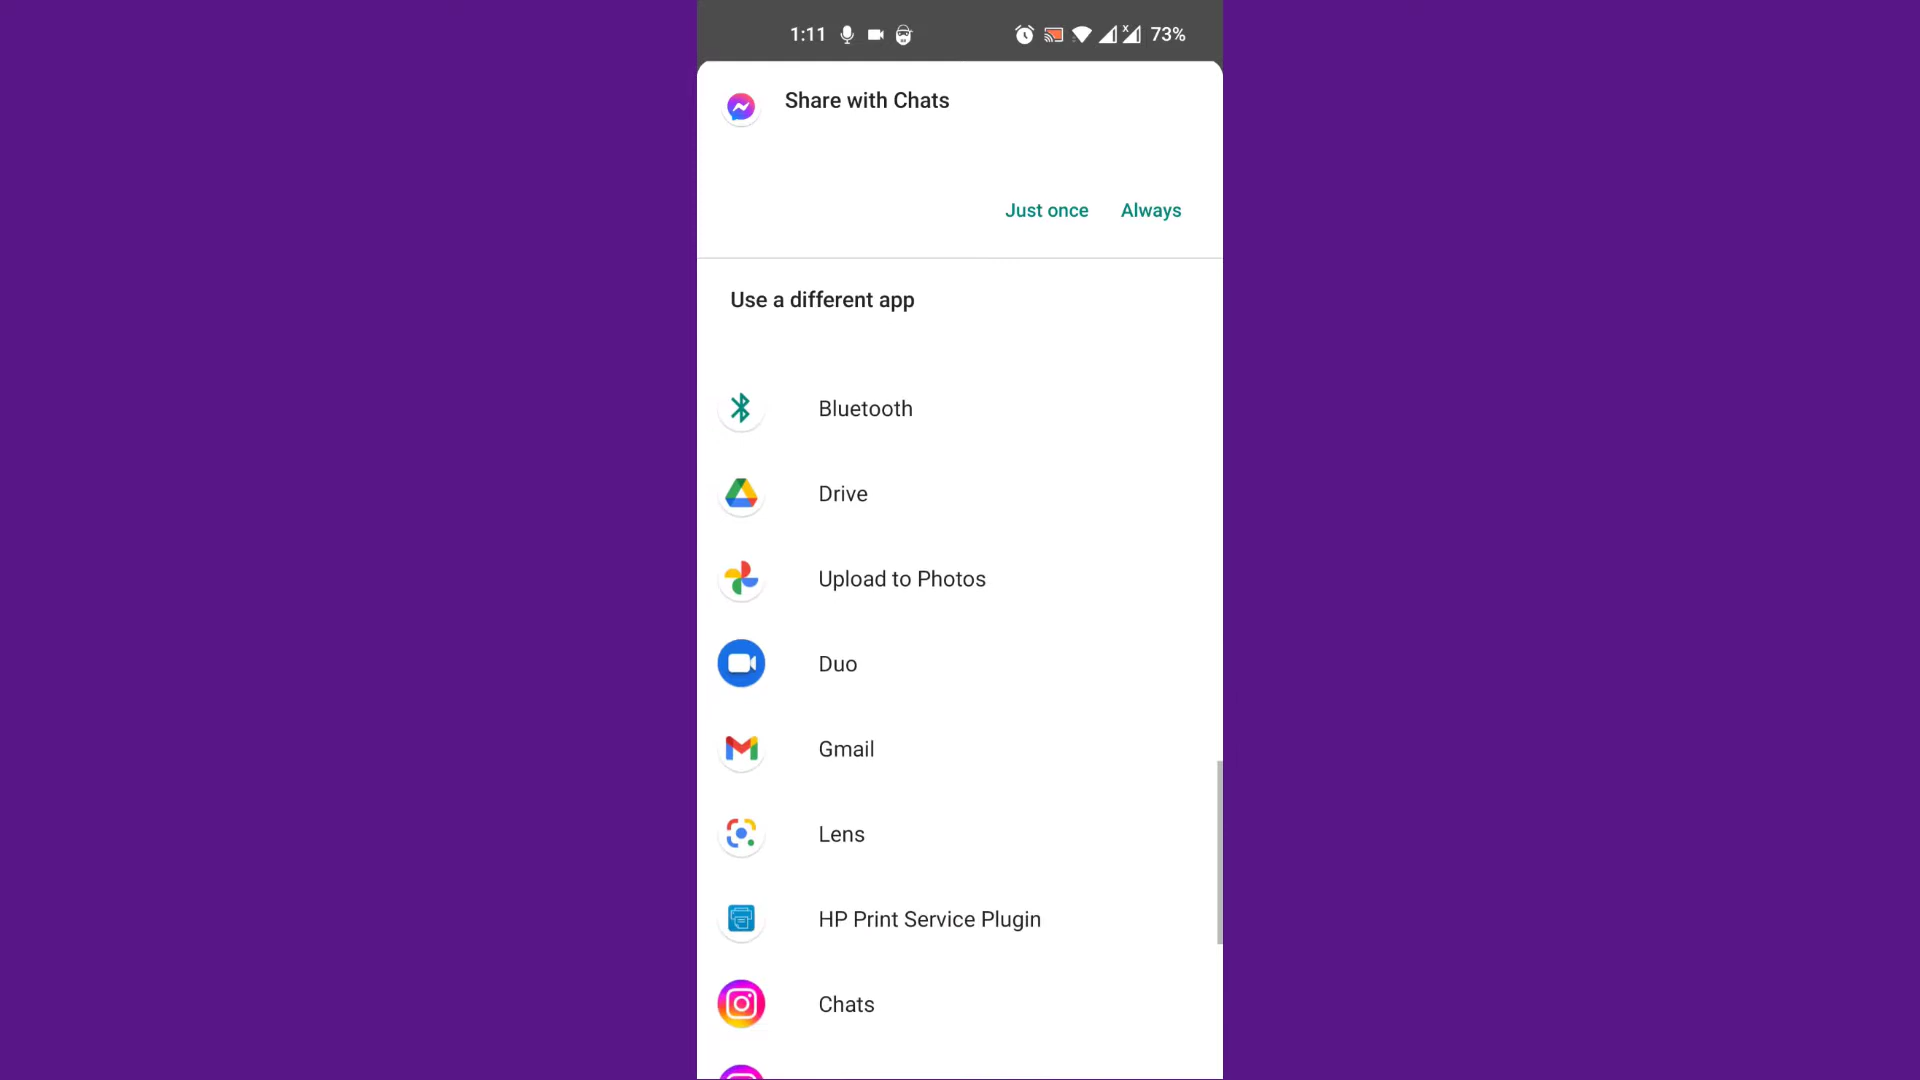 1:11 73%
Share with Chats
Just once Always
Use a different app
Bluetooth
Drive
Upload to Photos
Duo
Gmail
Lens
HP Print Service Plugin
Chats